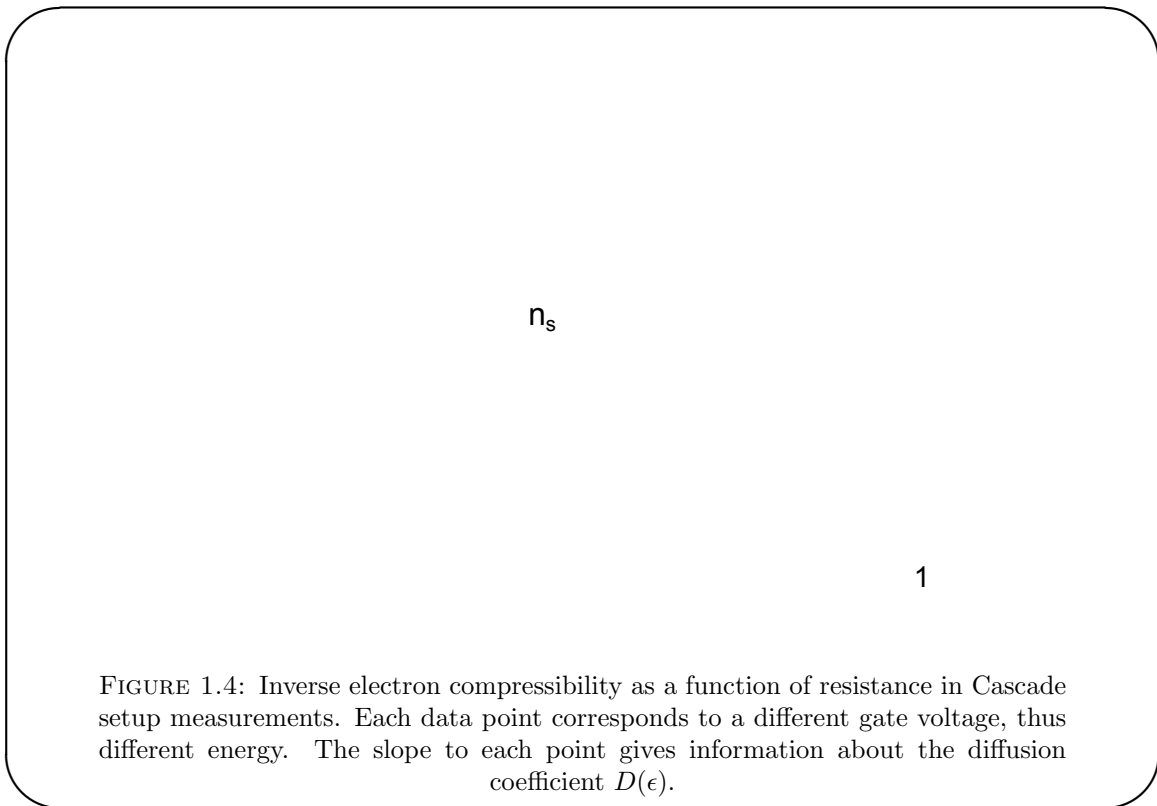 nₛ
1
FIGURE 1.4: Inverse electron compressibility as a function of resistance in Cascade
setup measurements. Each data point corresponds to a different gate voltage, thus
different energy. The slope to each point gives information about the diffusion
coefficient D(ϵ).